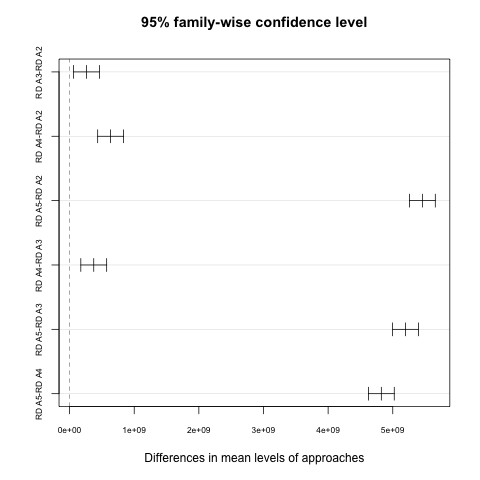 95% family-wise confidence level
RD A3-RD A2
RD A4-RD A2
RD A5-RD A2
RD A4-RD A3
RD A5-RD A3
RD A5-RD A4
0e+00 1e+09 2e+09 3e+09 4e+09 5e+09
Differences in mean levels of approaches